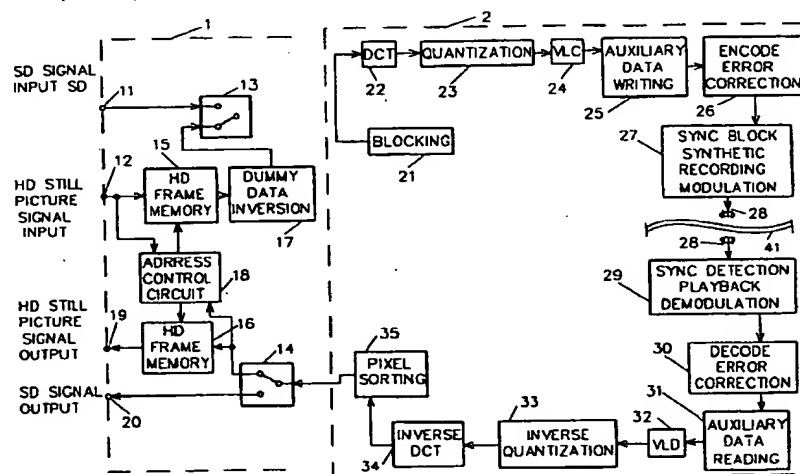 1
2
SD SIGNAL
INPUT SD
11
13
HD STILL
PICTURE
SIGNAL
INPUT
12
15
HD
FRAME
MEMORY
DUMMY
DATA
INVERSION
17
ADRRESS
CONTROL
CIRCUIT
18
HD STILL
PICTURE
SIGNAL
OUTPUT
19
HD
FRAME
MEMORY
16
14
SD SIGNAL
OUTPUT
20
DCT
22
QUANTIZATION
23
VLC
24
AUXILIARY
DATA
WRITING
25
ENCODE
ERROR
CORRECTION
26
BLOCKING
21
27
SYNC BLOCK
SYNTHETIC
RECORDING
MODULATION
28
28
41
29
SYNC DETECTION
PLAYBACK
DEMODULATION
30
DECODE
ERROR
CORRECTION
31
AUXILIARY
DATA
READING
32
VLD
33
INVERSE
QUANTIZATION
INVERSE
DCT
34
35
PIXEL
SORTING